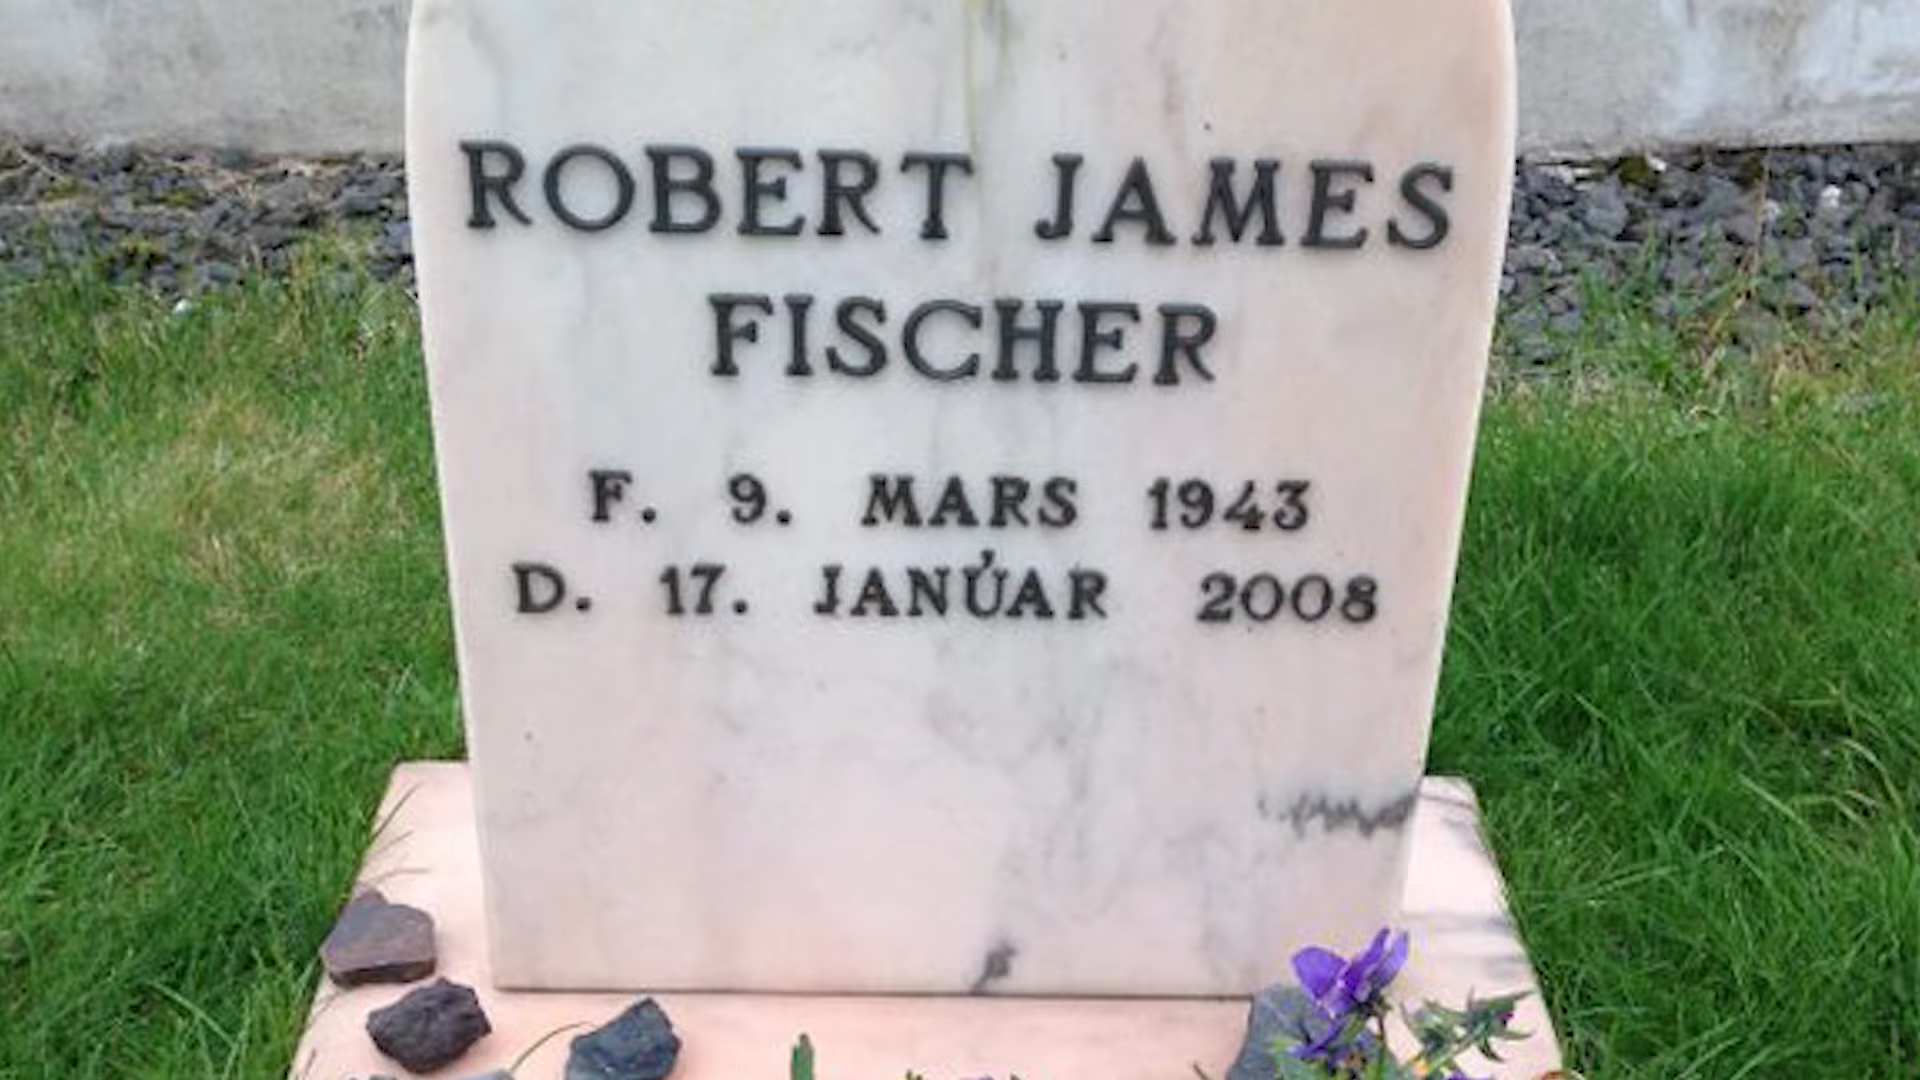 ROBERT JAMES
FISCHER
F. 9. MARS 1943
D. 17. JANÚAR 2008